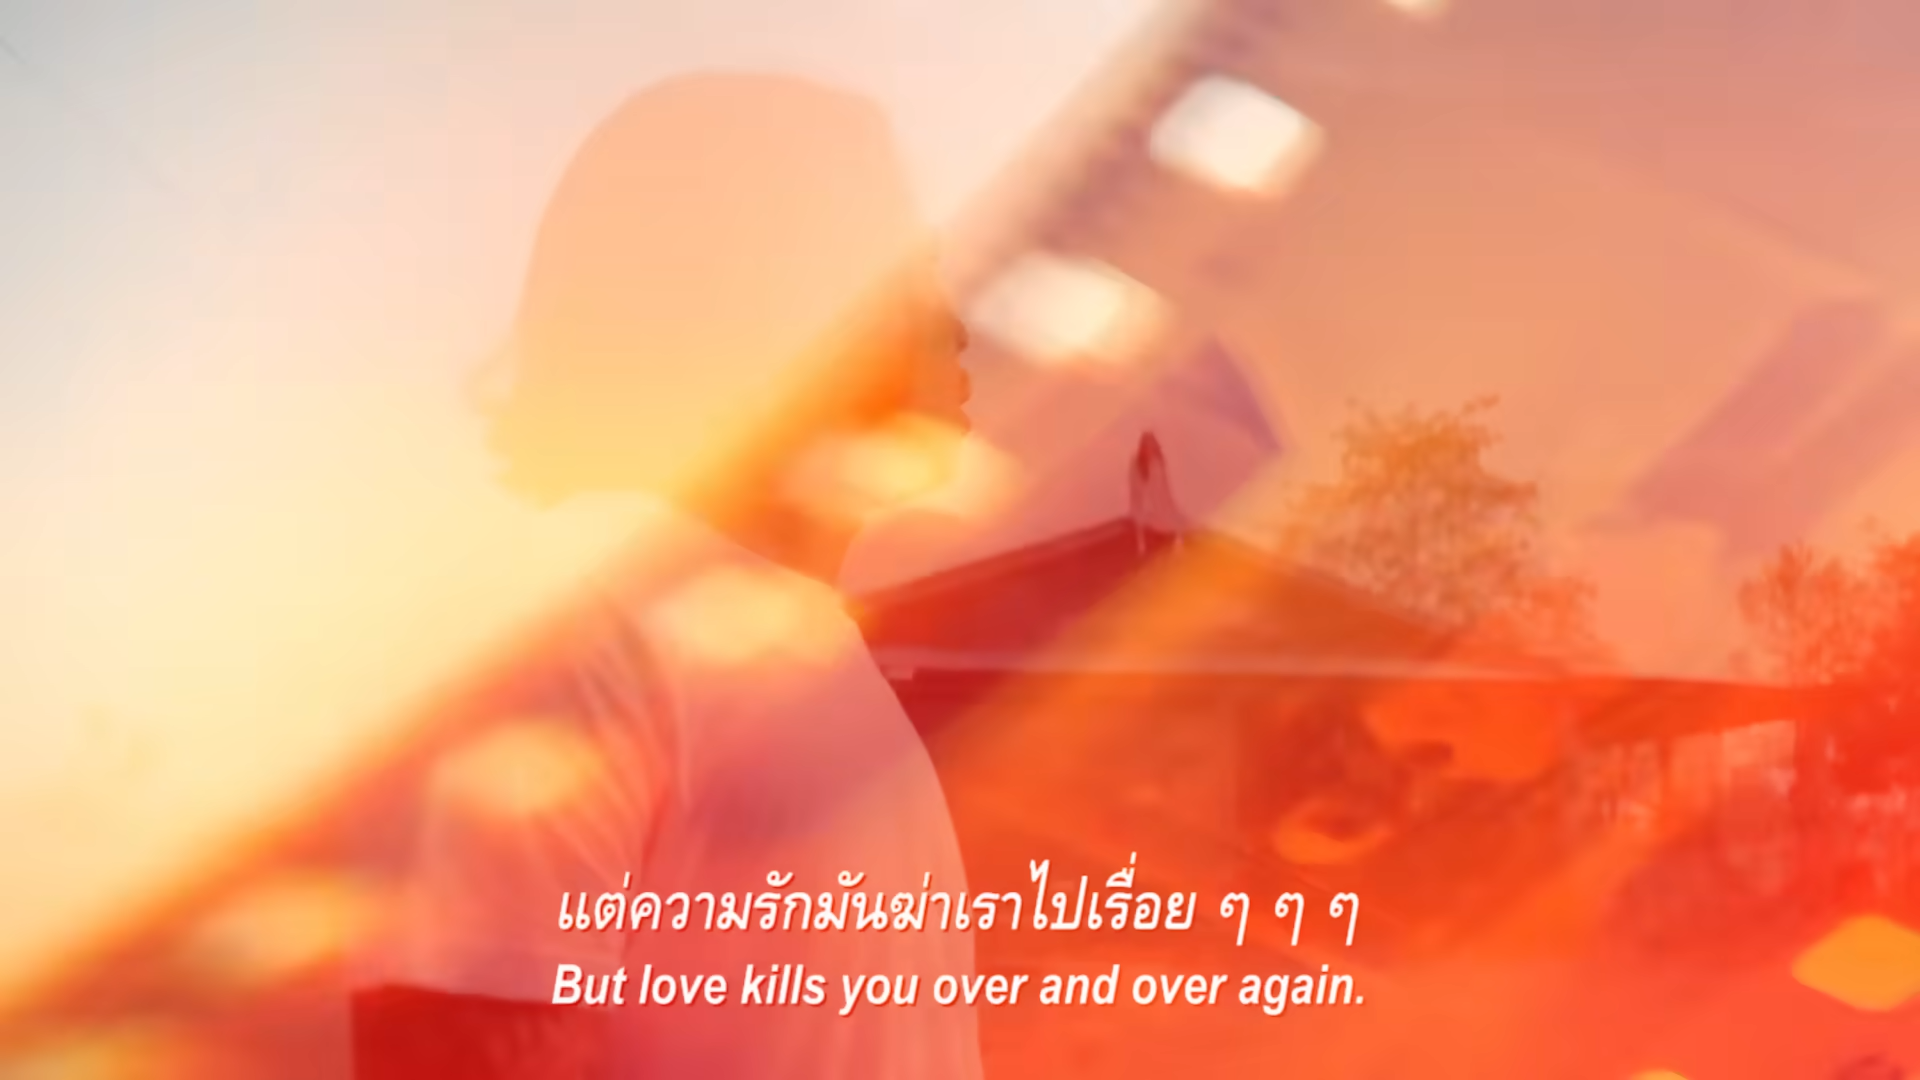 แต่ความรักมันฆ่าเราไปเรื่อย ๆ ๆ ๆ
But love kills you over and over again.